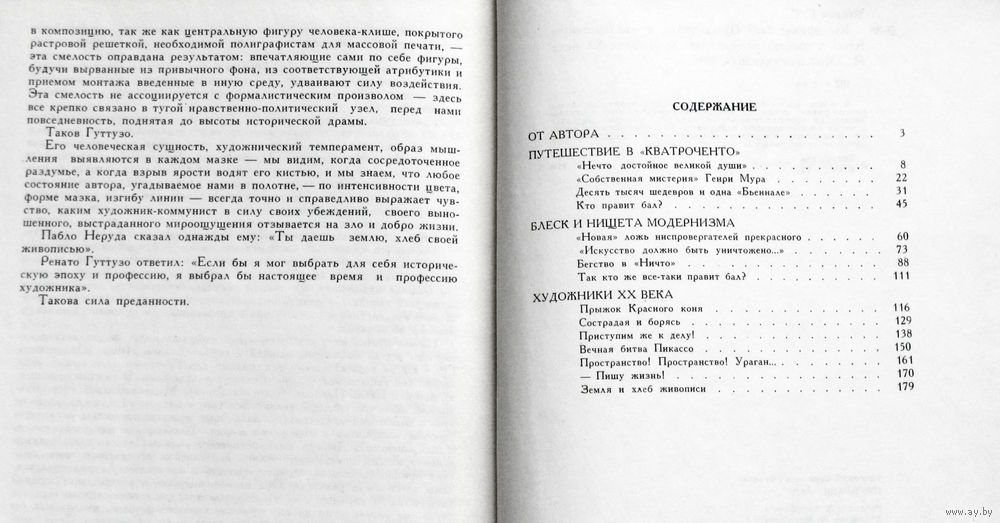 в композицию, так же как центральную фигуру человека-клише, покрытого
растровой решеткой, необходимой полиграфистам для массовой печати, —
эта смелость оправдана результатом: впечатляющие сами по себе фигуры,
будучи вырванные из привычного фона, из соответствующей атрибутики и
приемом монтажа введенные в иную среду, удваивают силу воздействия.
Эта смелость не ассоциируется с формалистическим произволом — здесь
все крепко связано в тугой нравственно-политический узел, перед нами
повседневность, поднятая до высоты исторической драмы.
Таков Гуттузо.
Его человеческая сущность, художнический темперамент, образ мыш-
ления выявляются в каждом мазке — мы видим, когда сосредоточенное
раздумье, а когда взрыв ярости водят его кистью, и мы знаем, что любое
состояние автора, угадываемое нами в полотне, — по интенсивности цвета,
форме мазка, изгибу линии — всегда точно и справедливо выражает чув-
ство, каким художник-коммунист в силу своих убеждений, своего выно-
шенного, выстраданного мироощущения отзывается на зло и добро жизни.
Пабло Неруда сказал однажды ему: «Ты даешь землю, хлеб своей
живописью».
Ренато Гуттузо ответил: «Если бы я мог выбрать для себя историче-
скую эпоху и профессию, я выбрал бы настоящее время и профессию
художника».
Такова сила преданности.
СОДЕРЖАНИЕ
ОТ АВТОРА . . . . . . . . . . . . . . . . . 3
ПУТЕШЕСТВИЕ В «КВАТРОЧЕНТО»
«Нечто достойное великой души» . . . . . . . . 8
«Собственная мистерия» Генри Мура . . . . . . . 22
Десять тысяч шедевров и одна «Бьеннале» . . . . . 31
Кто правит бал? . . . . . . . . . . . . . 45
БЛЕСК И НИЩЕТА МОДЕРНИЗМА
«Новая» ложь ниспровергателей прекрасного . . . . . 60
«Искусство должно быть уничтожено...» . . . . . . 73
Бегство в «Ничто» . . . . . . . . . . . . 88
Так кто же все-таки правит бал? . . . . . . . . 111
ХУДОЖНИКИ XX ВЕКА
Прыжок Красного коня . . . . . . . . . . . 116
Сострадая и борясь . . . . . . . . . . . . 129
Приступим же к делу! . . . . . . . . . . . 138
Вечная битва Пикассо . . . . . . . . . . . 150
Пространство! Пространство! Ураган... . . . . . . . 161
— Пишу жизнь! . . . . . . . . . . . . . 170
Земля и хлеб живописи . . . . . . . . . . . 179
www.ay.by